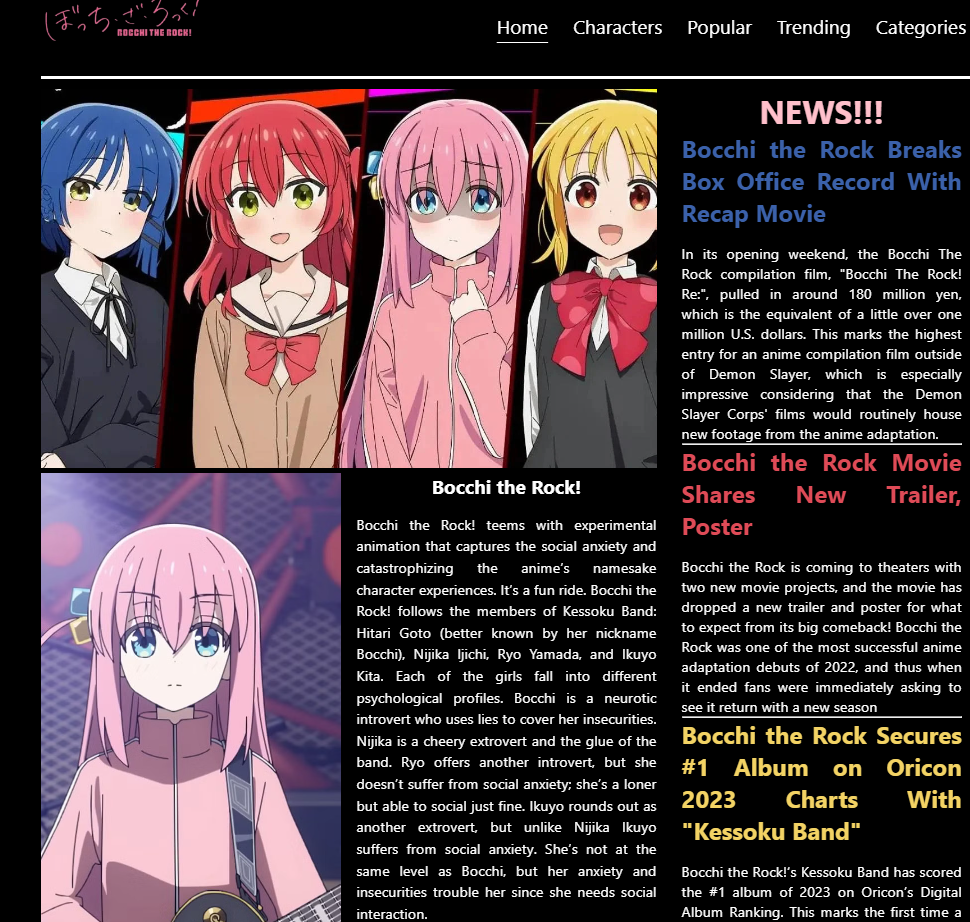 ぼっち・ざ・ろっく!
BOCCHI THE ROCK!
Home Characters Popular Trending Categories
NEWS!!!
Bocchi the Rock Breaks
Box Office Record With
Recap Movie
In its opening weekend, the Bocchi The
Rock compilation film, "Bocchi The Rock!
Re:", pulled in around 180 million yen,
which is the equivalent of a little over one
million U.S. dollars. This marks the highest
entry for an anime compilation film outside
of Demon Slayer, which is especially
impressive considering that the Demon
Slayer Corps' films would routinely house
new footage from the anime adaptation.
Bocchi the Rock Movie
Shares New Trailer,
Poster
Bocchi the Rock is coming to theaters with
two new movie projects, and the movie has
dropped a new trailer and poster for what
to expect from its big comeback! Bocchi the
Rock was one of the most successful anime
adaptation debuts of 2022, and thus when
it ended fans were immediately asking to
see it return with a new season
Bocchi the Rock Secures
#1 Album on Oricon
2023 Charts With
"Kessoku Band"
Bocchi the Rock!’s Kessoku Band has scored
the #1 album of 2023 on Oricon’s Digital
Album Ranking. This marks the first time a
Bocchi the Rock!
Bocchi the Rock! teems with experimental
animation that captures the social anxiety and
catastrophizing the anime’s namesake
character experiences. It’s a fun ride. Bocchi the
Rock! follows the members of Kessoku Band:
Hitari Goto (better known by her nickname
Bocchi), Nijika Ijichi, Ryo Yamada, and Ikuyo
Kita. Each of the girls fall into different
psychological profiles. Bocchi is a neurotic
introvert who uses lies to cover her insecurities.
Nijika is a cheery extrovert and the glue of the
band. Ryo offers another introvert, but she
doesn’t suffer from social anxiety; she’s a loner
but able to social just fine. Ikuyo rounds out as
another extrovert, but unlike Nijika Ikuyo
suffers from social anxiety. She’s not at the
same level as Bocchi, but her anxiety and
insecurities trouble her since she needs social
interaction.